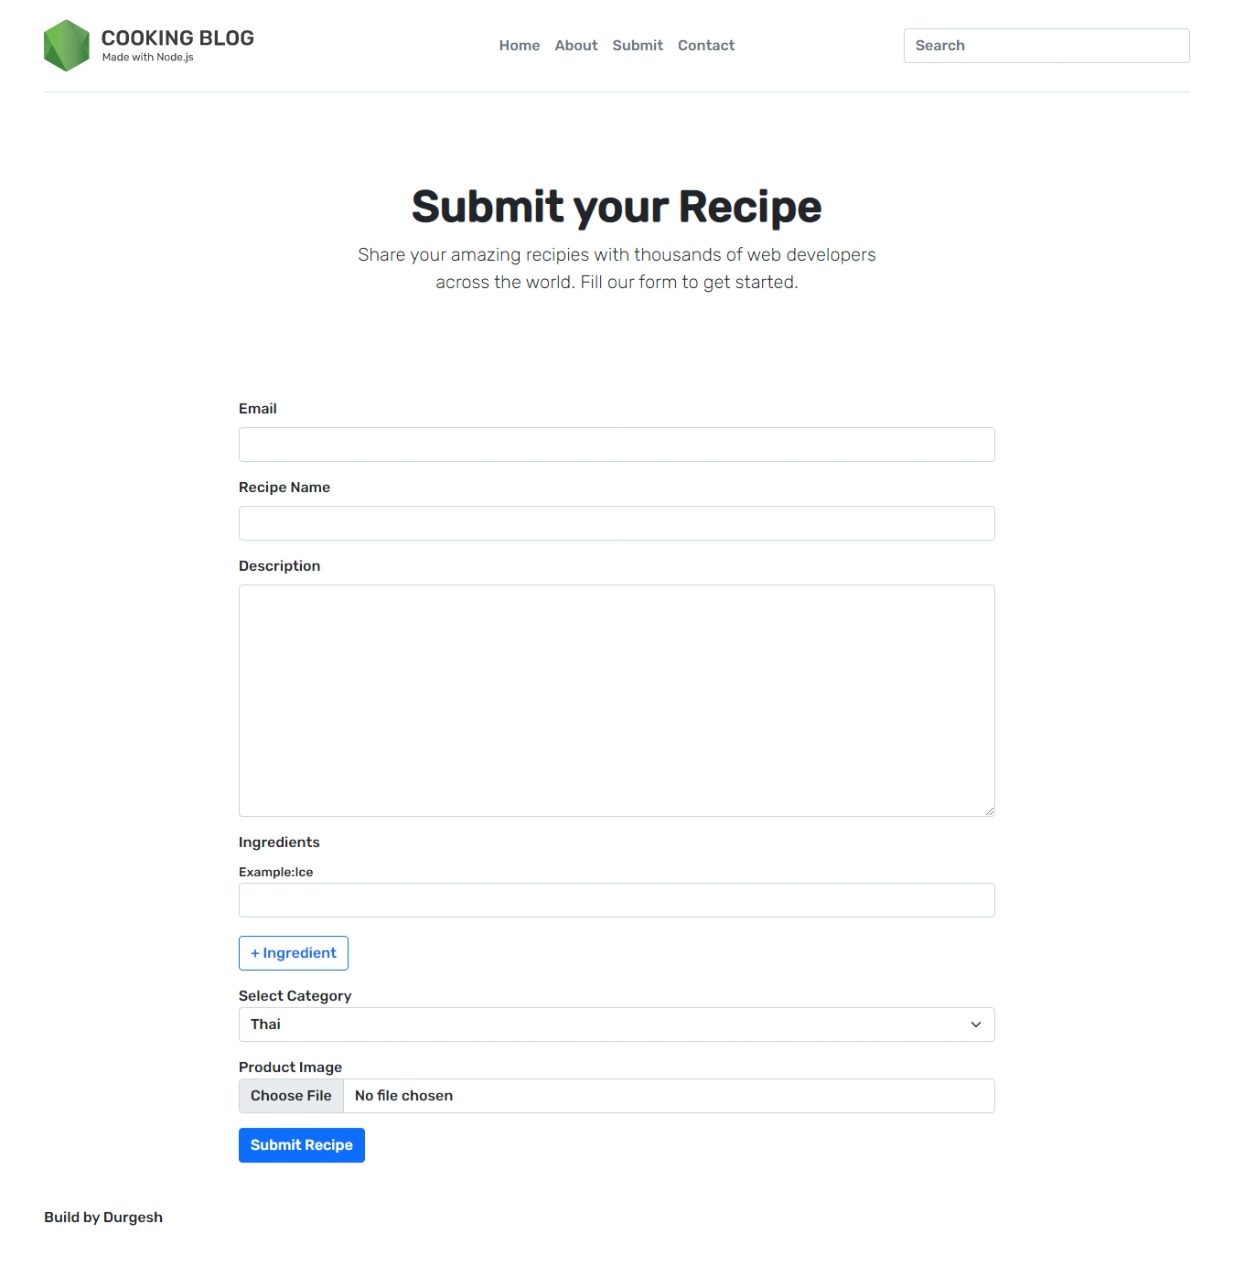 COOKING BLOG
Made with Node.js
Home About Submit Contact
Search
Submit your Recipe
Share your amazing recipies with thousands of web developers
across the world. Fill our form to get started.
Email
Recipe Name
Description
Ingredients
Example:Ice
+ Ingredient
Select Category
Thai
Product Image
Choose File No file chosen
Submit Recipe
Build by Durgesh